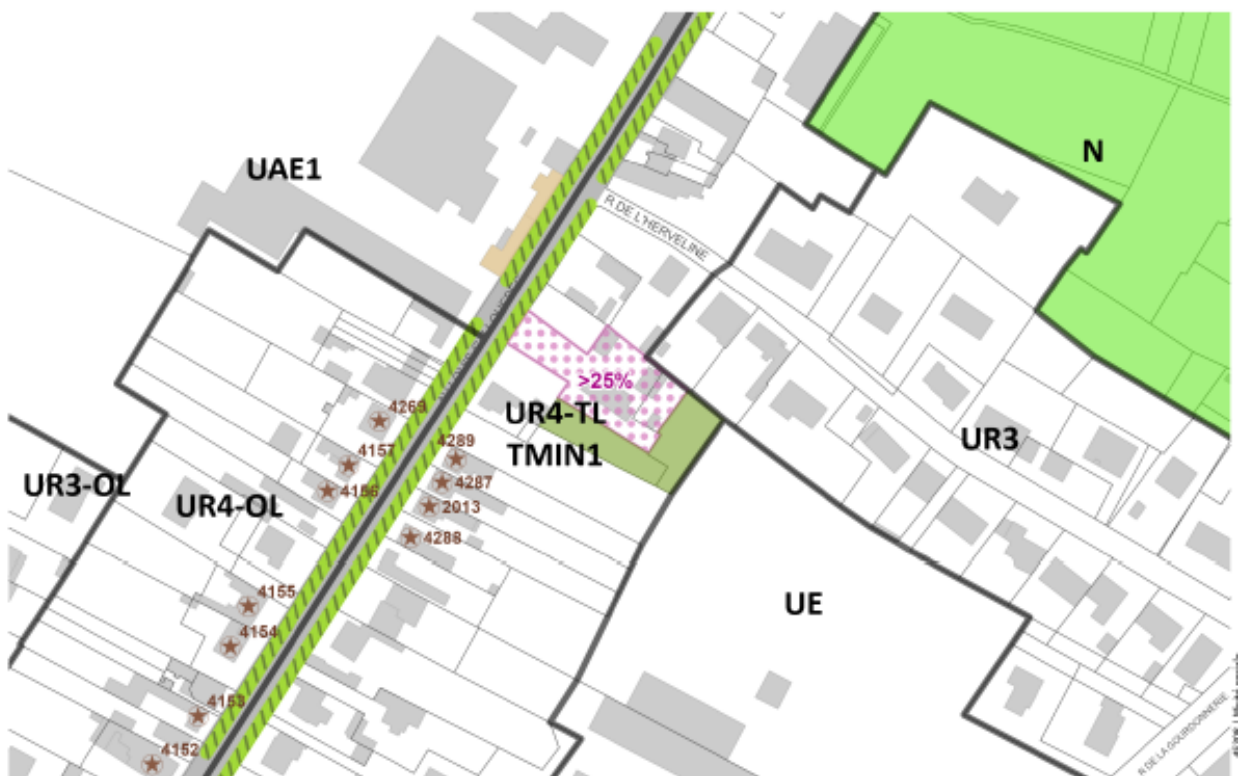 N
UAE1
R DE L'HERVELINE
>25%
UR4-TL
TMIN1
4269
4157
4156
4289
4287
2013
4288
UR3
UR3-OL
UR4-OL
UE
4155
4154
4153
4152
R DE LA GOURDONNERIE